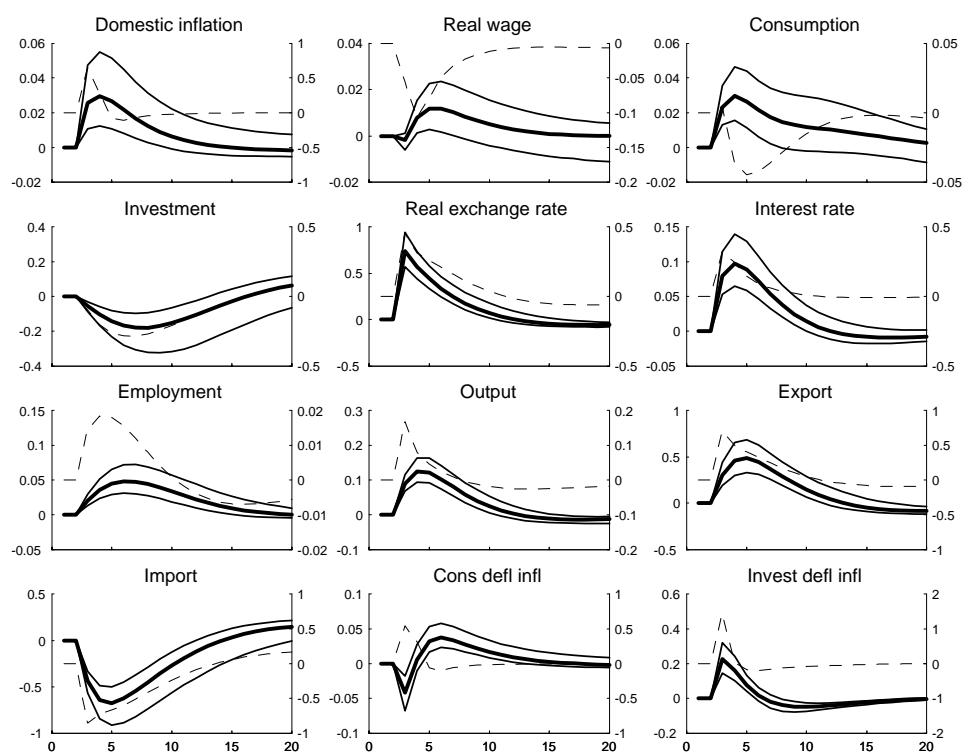 Domestic inflation Real wage Consumption
0.06 1 0.04 0 0.06 0.05
0.04 0.5 0.02 -0.05 0.04
0.02 0 -0.1 0.02 0
0 -0.5 0 -0.15 0
-0.02 -1 -0.02 -0.2 -0.02 -0.05
Investment Real exchange rate Interest rate
0.4 0.5 1 0.5 0.15 0.5
0.2 0.5 0.1
0 0 0 0.05 0
-0.2 0 0
-0.4 -0.5 -0.5 -0.5 -0.05 -0.5
Employment Output Export
0.15 0.02 0.3 0.2 1 1
0.1 0.01 0.2 0.1 0.5 0.5
0.05 0 0.1 0 0
0 -0.01 0 -0.1 0 -0.5
-0.05 -0.02 -0.1 -0.2 -0.5 -1
Import Cons defl infl Invest defl infl
0.5 1 0.1 1 0.6 2
0 0.5 0.05 0.5 0.4 1
0 0 0 0.2 0
-0.5 -0.5 -0.05 -0.5 0 -1
-1 -1 -0.1 -1 -0.2 -2
0 5 10 15 20 0 5 10 15 20 0 5 10 15 20